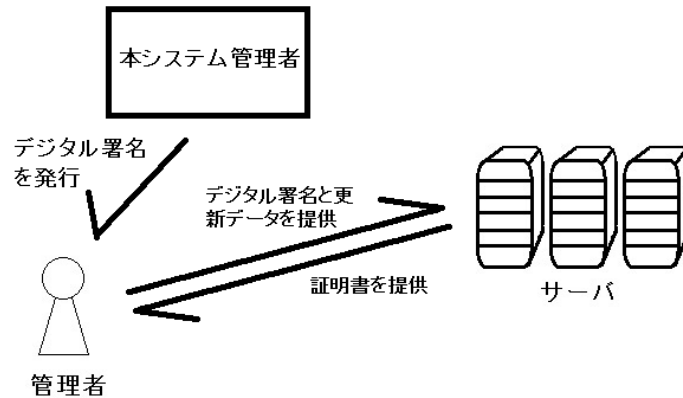 本システム管理者
デジタル署名
を発行
デジタル署名と更
新データを提供
証明書を提供
サーバ
管理者